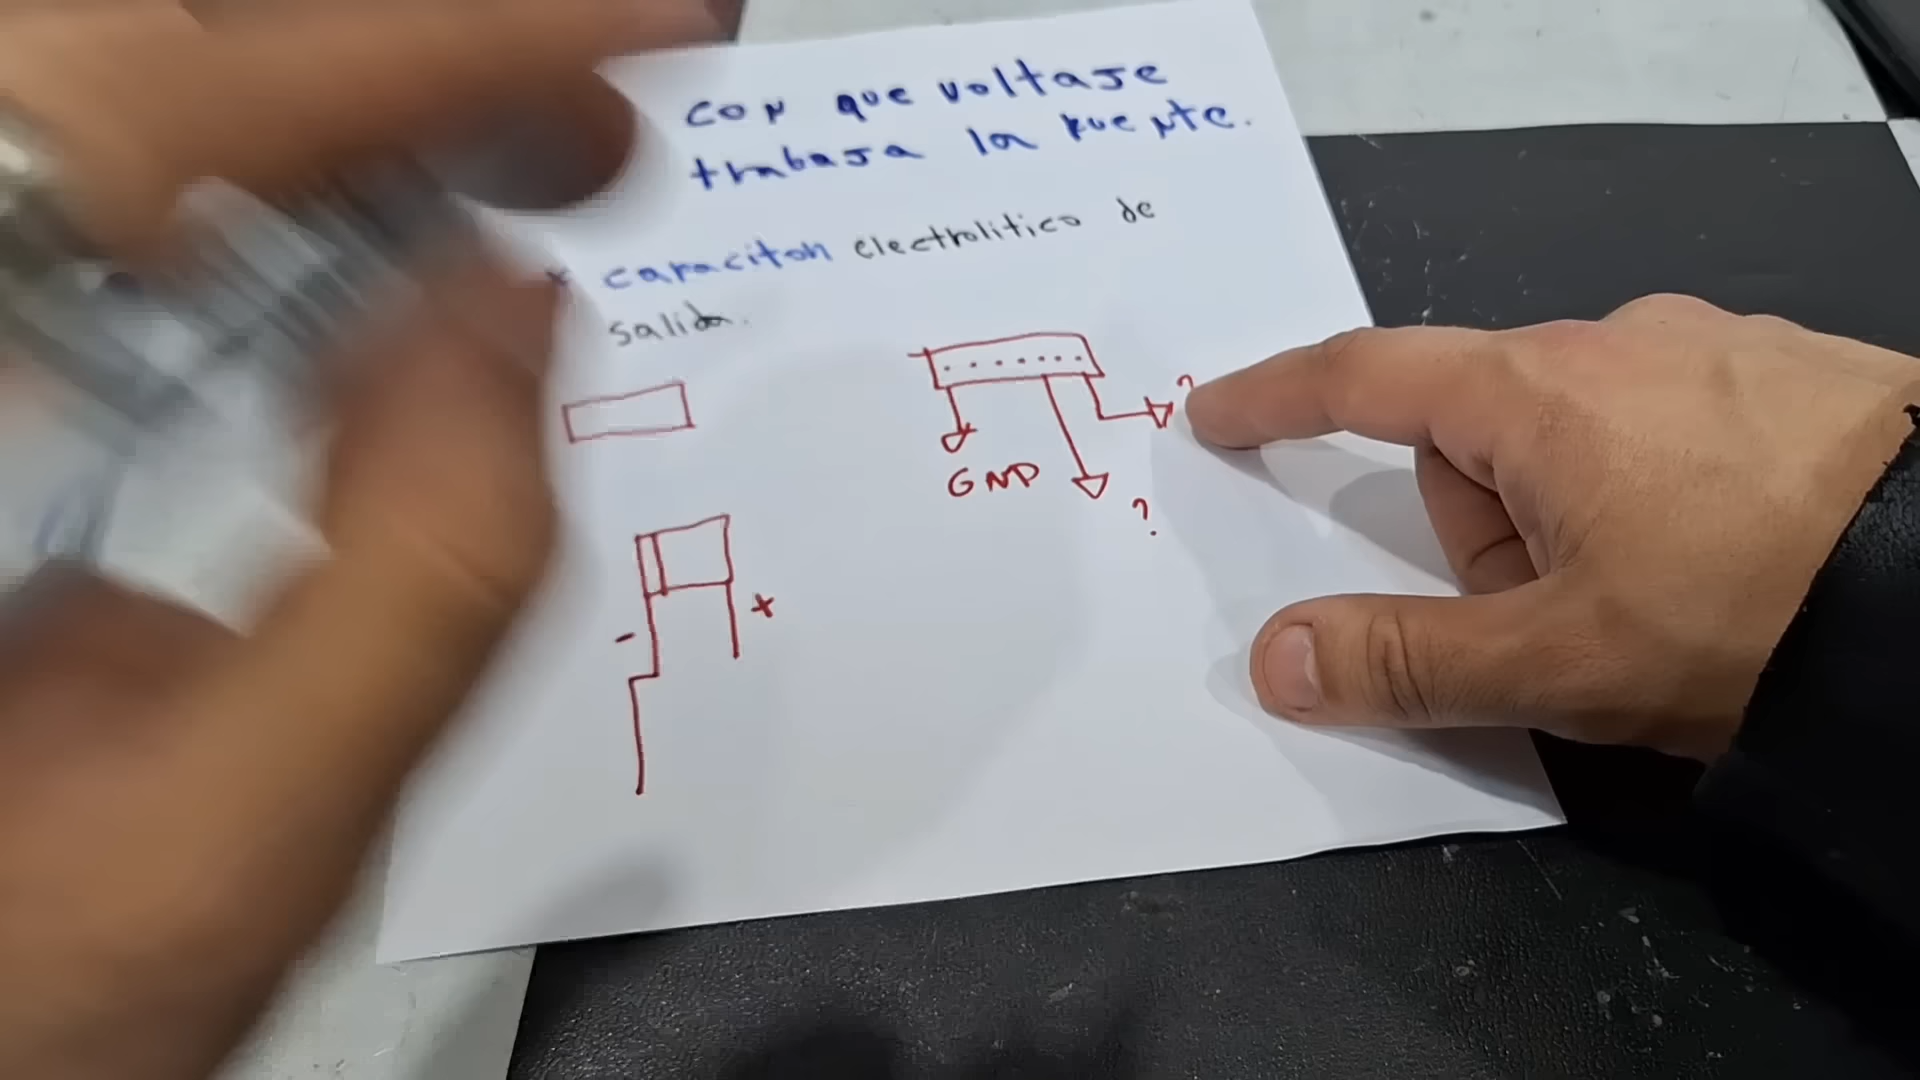 con que voltaje
trabaja la fuente.
* capacitor electrolitico de
salida.
?
GND
?
+
-